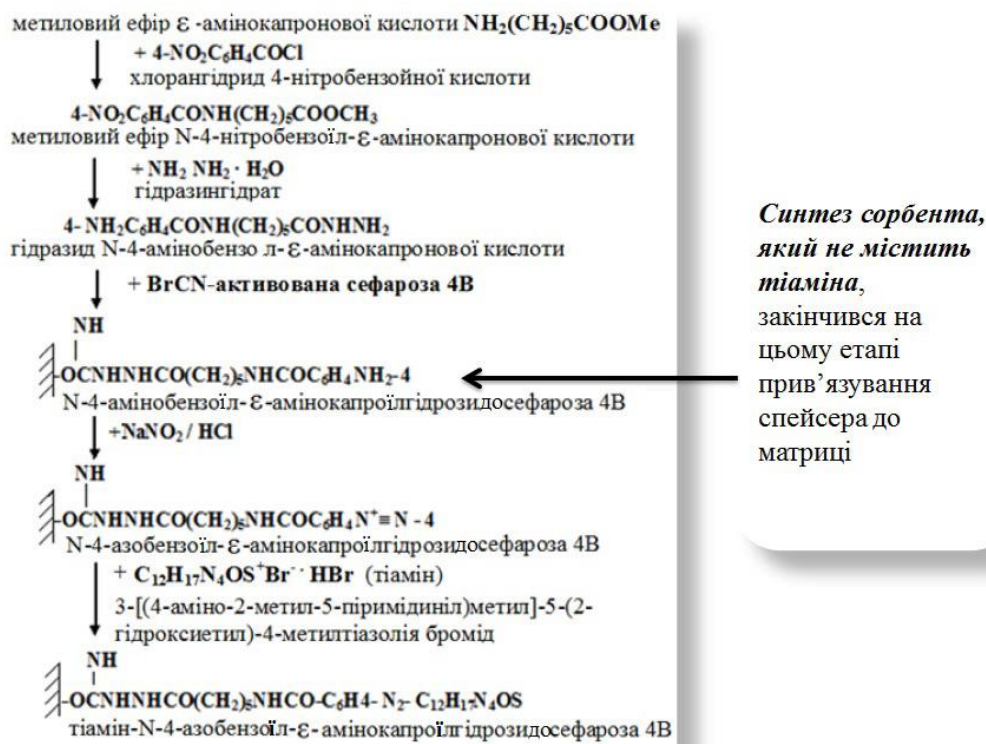 метиловий ефір ε -амінокапронової кислоти NH₂(CH₂)₅COOMe
+ 4-NO₂C₆H₄COCl
хлорангідрид 4-нітробензойної кислоти
4-NO₂C₆H₄CONH(CH₂)₅COOCH₃
метиловий ефір N-4-нітробензоїл-ε-амінокапронової кислоти
+ NH₂ NH₂ · H₂O
гідразингідрат
4- NH₂C₆H₄CONH(CH₂)₅CONHNH₂
гідразид N-4-амінобензо л-ε-амінокапронової кислоти
+ BrCN-активована сефароза 4B
NH
-OCNHNHCO(CH₂)₅NHCOC₆H₄NH₂-4
N-4-амінобензоїл-ε-амінокапроїлгідрозидосефароза 4B
+NaNO₂ / HCl
NH
-OCNHNHCO(CH₂)₅NHCOC₆H₄N⁺≡N - 4
N-4-азобензоїл-ε-амінокапроїлгідрозидосефароза 4B
+ C₁₂H₁₇N₄OS⁺Br⁻· HBr (тіамін)
3-[(4-аміно-2-метил-5-піримідиніл)метил]-5-(2-
гідроксиетил)-4-метилтіазолія бромід
NH
-OCNHNHCO(CH₂)₅NHCO-C₆H4- N₂- C₁₂H₁₇N₄OS
тіамін-N-4-азобензоїл-ε-амінокапроїлгідрозидосефароза 4B
Синтез сорбента,
який не містить
тіаміна,
закінчився на
цьому етапі
прив’язування
спейсера до
матриці